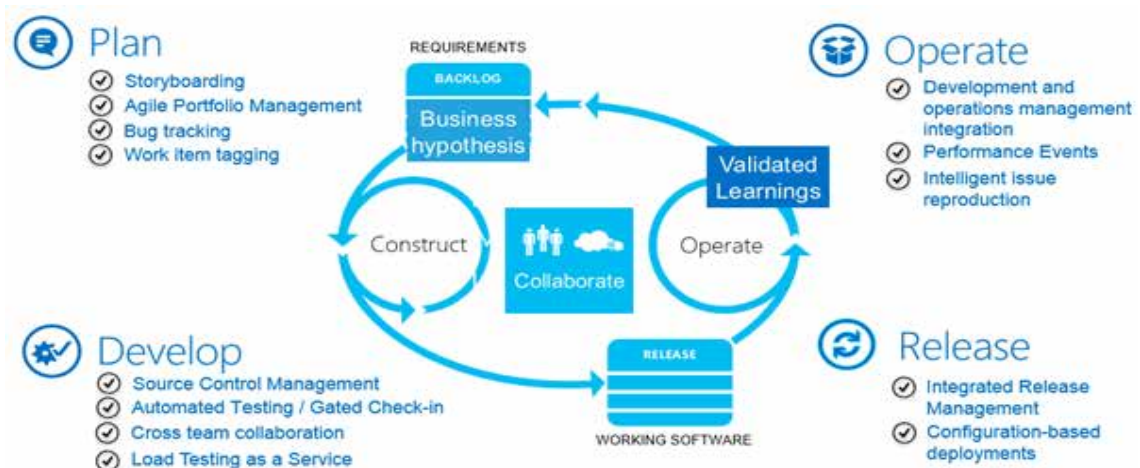 Plan
Storyboarding
Agile Portfolio Management
Bug tracking
Work item tagging
REQUIREMENTS
BACKLOG
Business
hypothesis
Operate
Development and
operations management
integration
Performance Events
Intelligent issue
reproduction
Validated
Learnings
Construct
Collaborate
Operate
Develop
Source Control Management
Automated Testing / Gated Check-in
Cross team collaboration
Load Testing as a Service
RELEASE
WORKING SOFTWARE
Release
Integrated Release
Management
Configuration-based
deployments